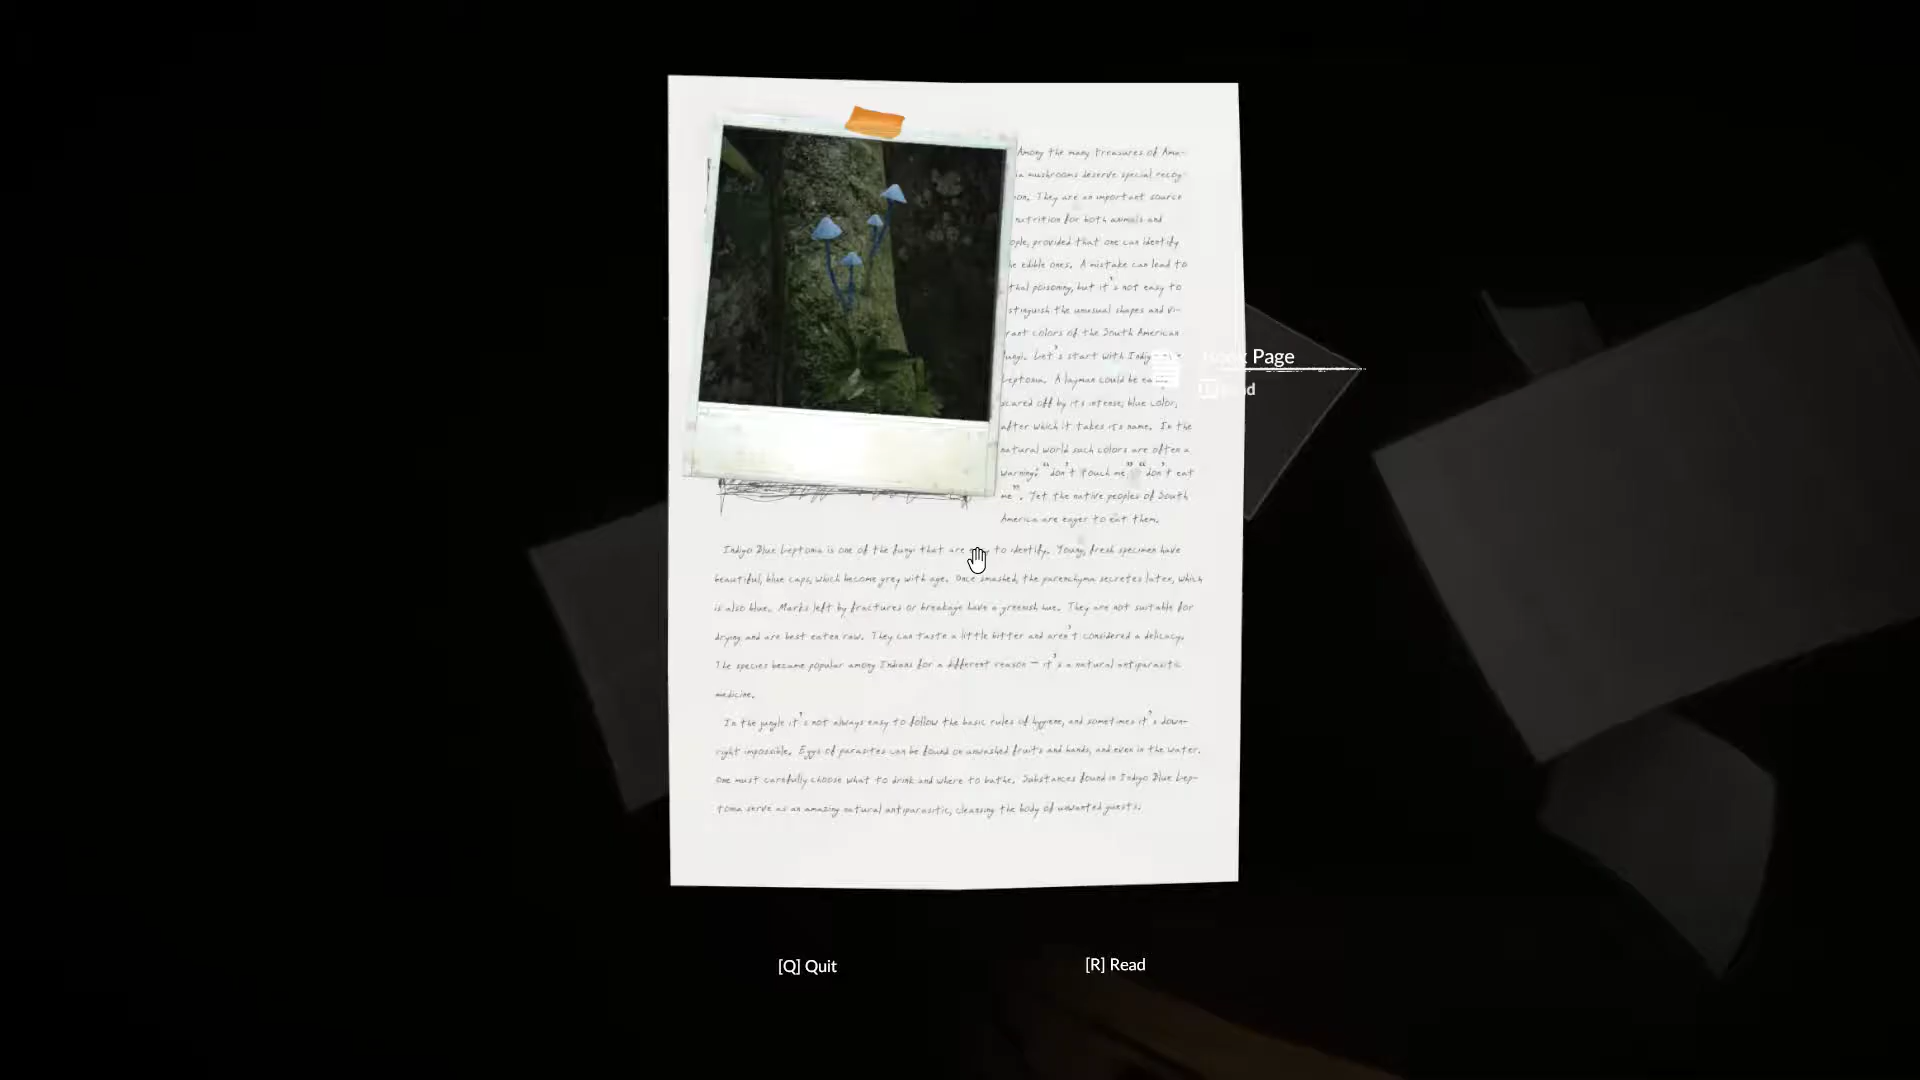 Among the many treasures of Ama-
mushrooms deserve special recog-
They are an important source
nutrition for both animals and
provided that one can identify
edible ones. A mistake can lead to
poisoning, but it's not easy to
the unusual shapes and vi-
colors of the South American
Let's start with
Leptoma. A layman could be
scared off by its intense, blue color,
after which it takes its name. In the
natural world such colors are often a
warning: "don't touch me", "don't eat
me". Yet the native peoples of South
America are eager to eat them.
Indigo Blue Leptoma is one of the fungi that are to identify. Young, fresh specimen have
beautiful, blue caps, which become grey with age. Once smashed, the parenchyma secretes latex, which
is also blue. Marks left by fractures or breakage have a greenish hue. They are not suitable for
drying and are best eaten raw. They can taste a little bitter and aren't considered a delicacy.
The species became popular among Indians for a different reason – it's a natural antiparasitic
medicine.
In the jungle it's not always easy to follow the basic rules of hygiene, and sometimes it's down-
right impossible. Eggs of parasites can be found on unwashed fruits and hands, and even in the water.
One must carefully choose what to drink and where to bathe. Substances found in Indigo Blue Lep-
toma serve as an amazing natural antiparasitic, cleansing the body of unwanted guests.
Page
[Q] Quit
[R] Read